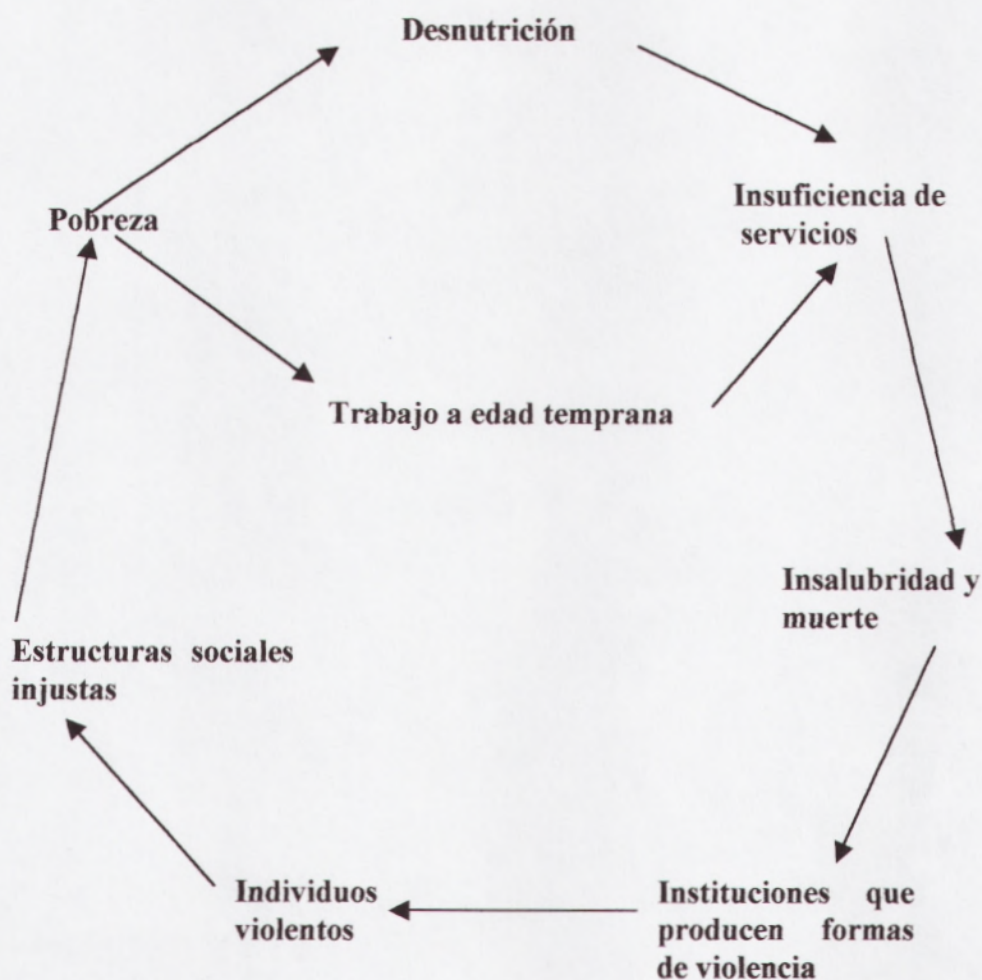 Desnutrición
Pobreza
Insuficiencia de
servicios
Trabajo a edad temprana
Insalubridad y
muerte
Estructuras sociales
injustas
Individuos
violentos
Instituciones que
producen formas
de violencia